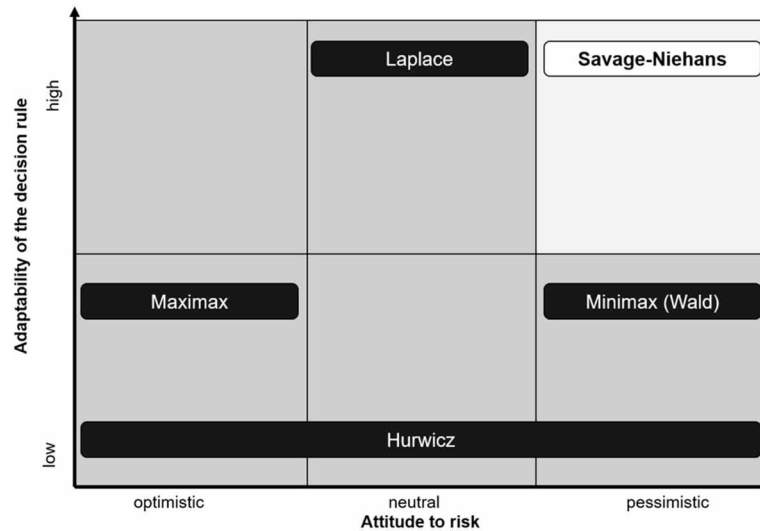 Adaptability of the decision rule
high
low
Laplace
Savage-Niehans
Maximax
Minimax (Wald)
Hurwicz
optimistic
neutral
pessimistic
Attitude to risk